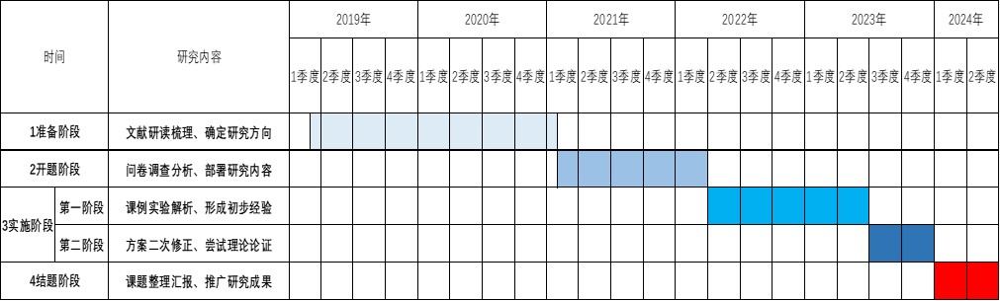 时间 研究内容 2019年 2020年 2021年 2022年 2023年 2024年
1季度 2季度 3季度 4季度 1季度 2季度 3季度 4季度 1季度 2季度 3季度 4季度 1季度 2季度 3季度 4季度 1季度 2季度 3季度 4季度 1季度 2季度
1准备阶段 文献研读梳理、确定研究方向
2开题阶段 问卷调查分析、部署研究内容
3实施阶段 第一阶段 课例实验解析、形成初步经验
第二阶段 方案二次修正、尝试理论论证
4结题阶段 课题整理汇报、推广研究成果